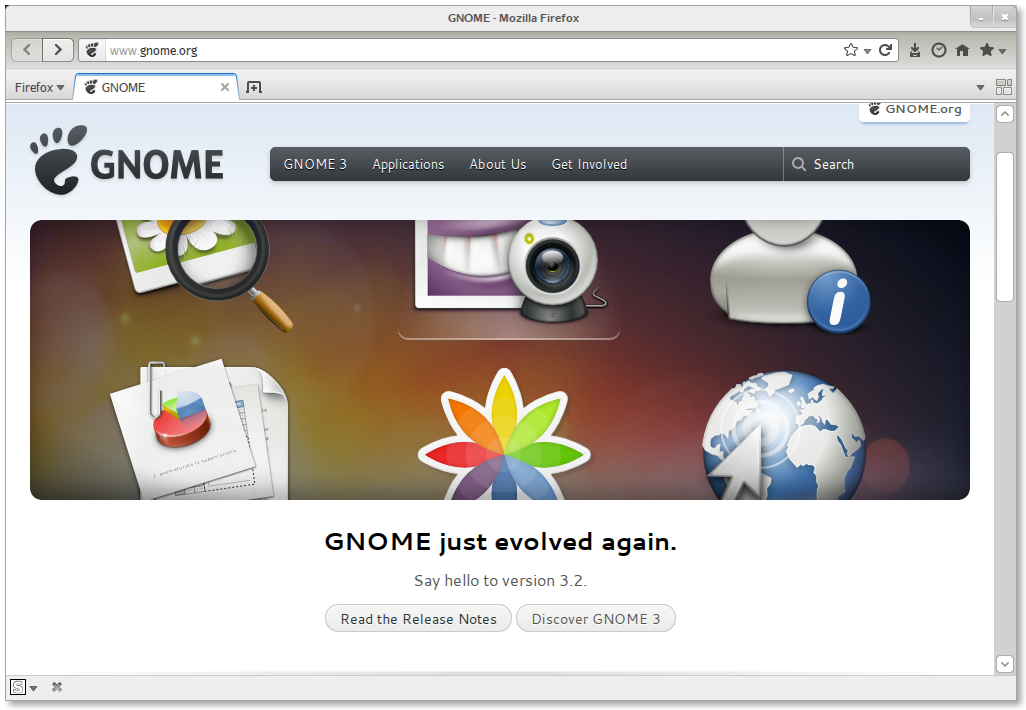 GNOME - Mozilla Firefox
www.gnome.org
Firefox
GNOME
GNOME.org
GNOME
GNOME 3
Applications
About Us
Get Involved
Search
GNOME just evolved again.
Say hello to version 3.2.
Read the Release Notes
Discover GNOME 3
S